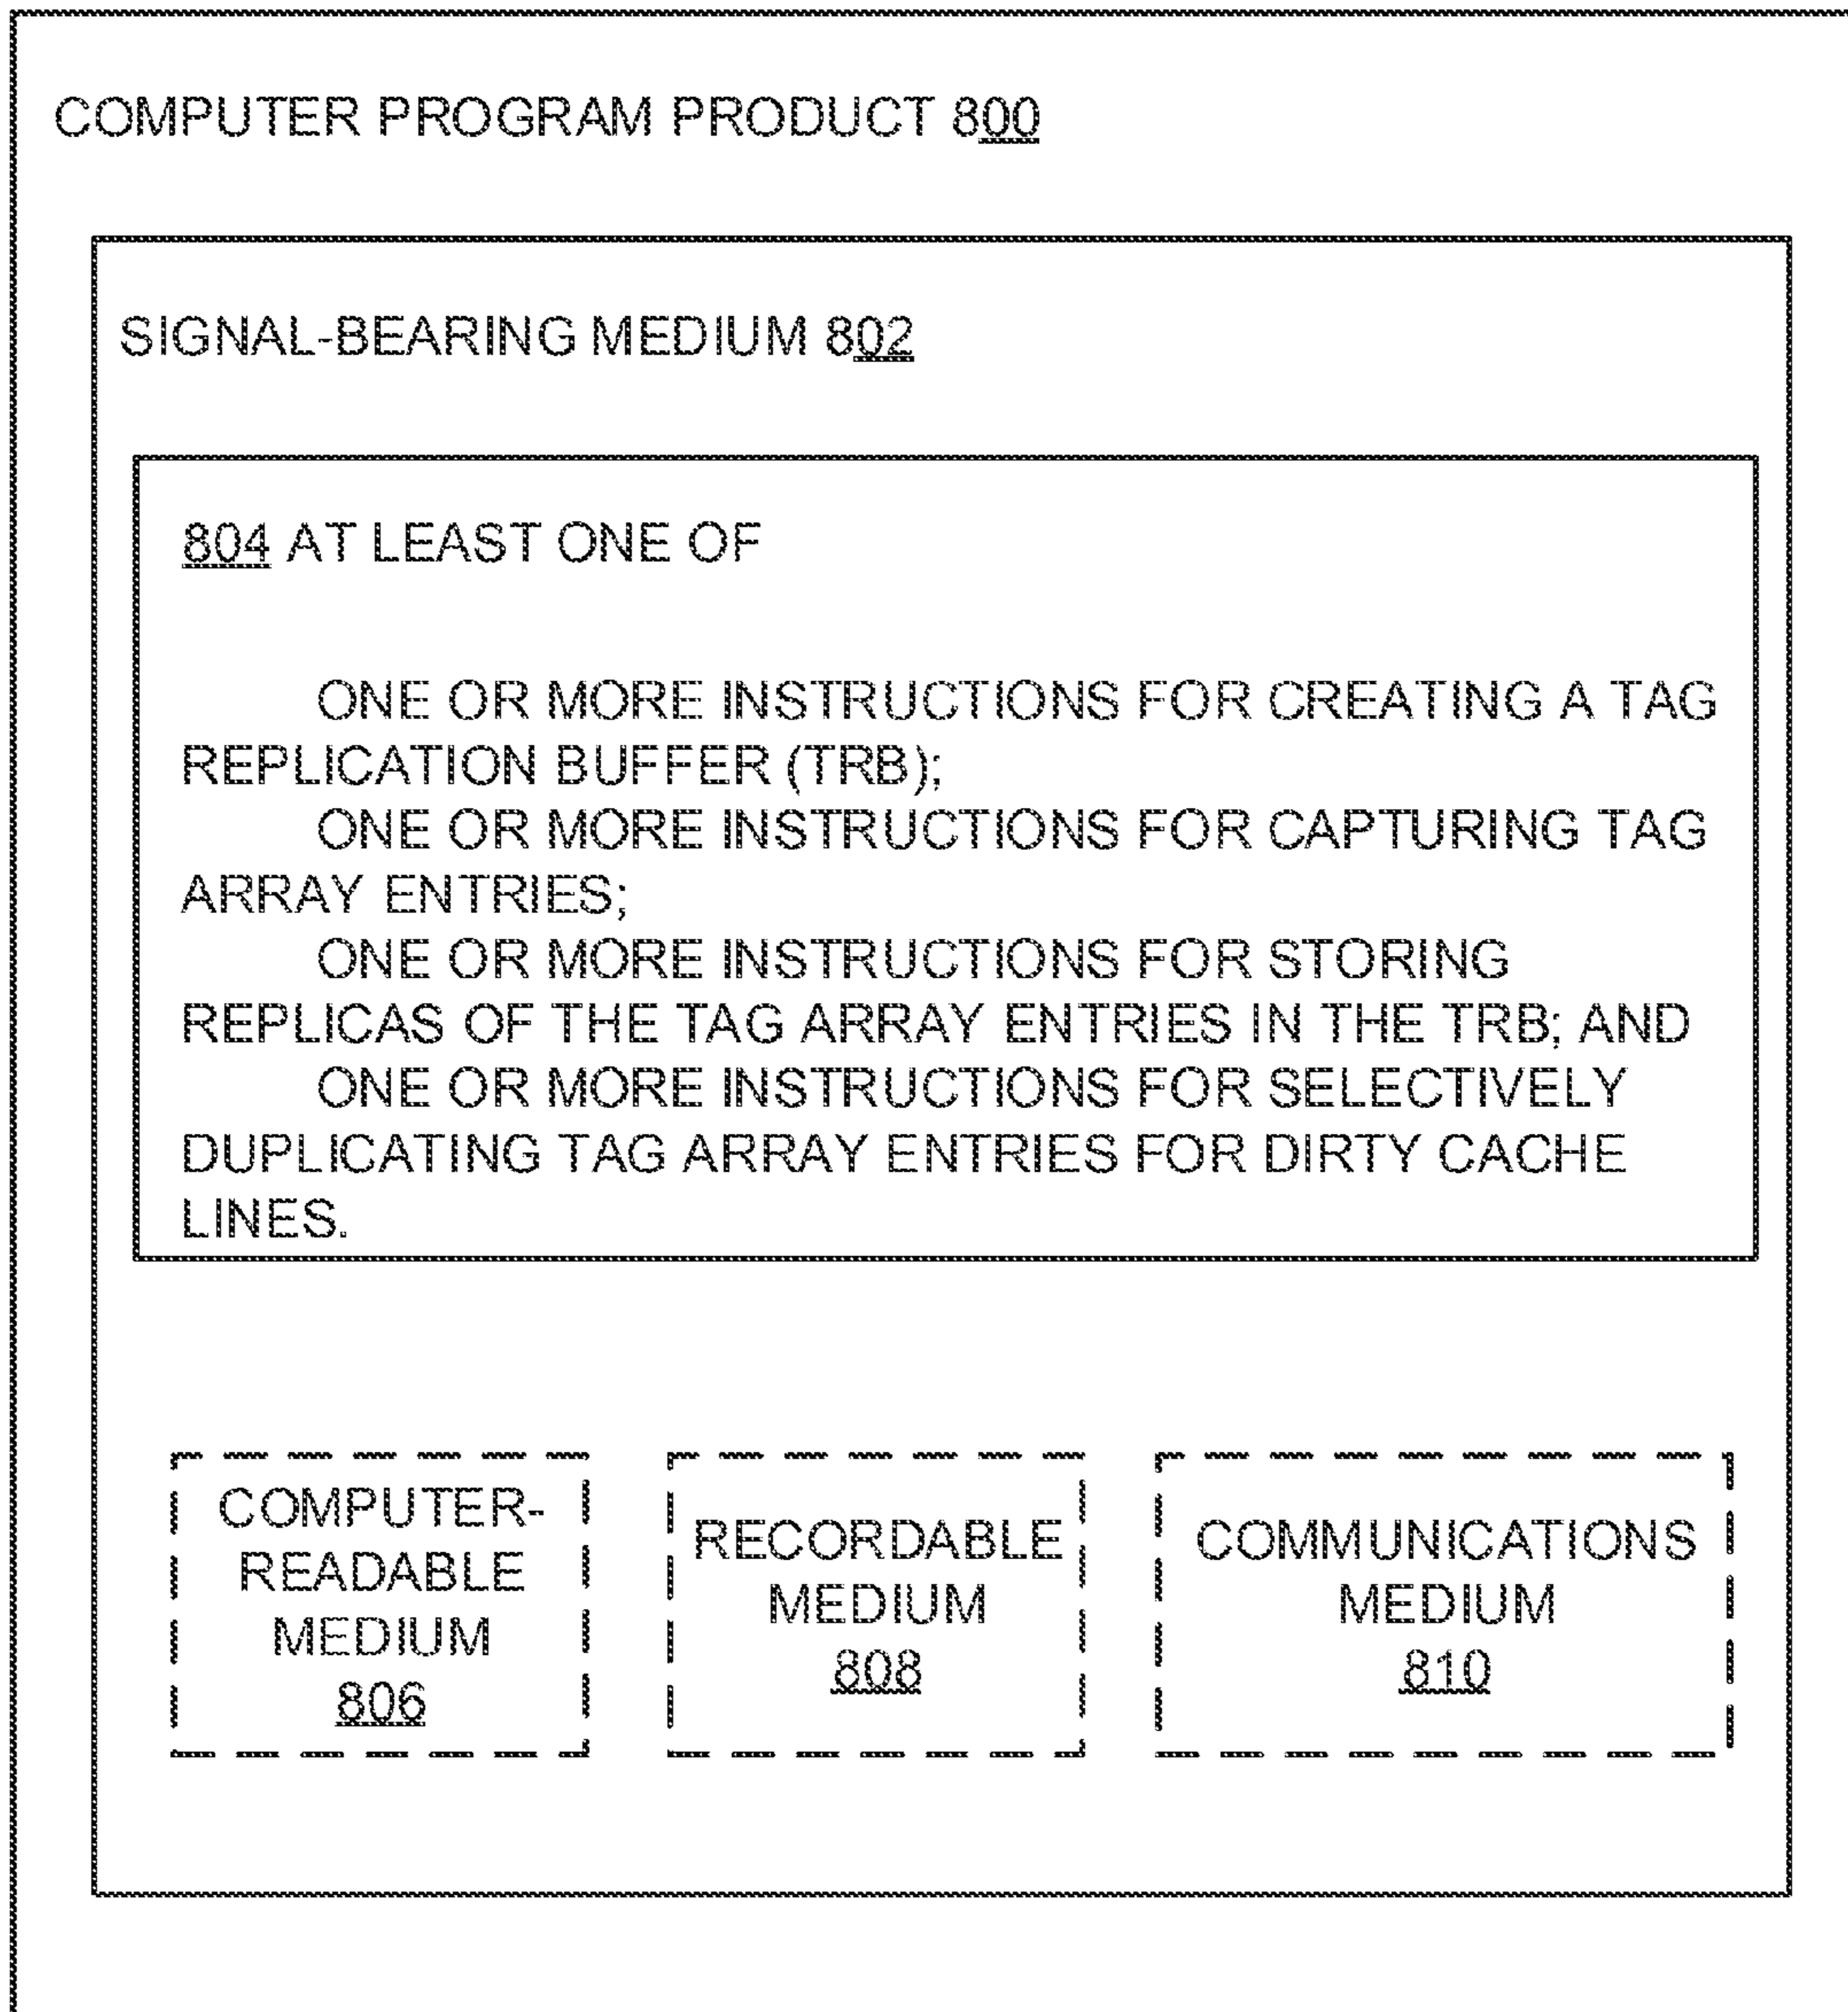 COMPUTER PROGRAM PRODUCT 800
SIGNAL-BEARING MEDIUM 802
804 AT LEAST ONE OF
ONE OR MORE INSTRUCTIONS FOR CREATING A TAG
REPLICATION BUFFER (TRB);
ONE OR MORE INSTRUCTIONS FOR CAPTURING TAG
ARRAY ENTRIES;
ONE OR MORE INSTRUCTIONS FOR STORING
REPLICAS OF THE TAG ARRAY ENTRIES IN THE TRB; AND
ONE OR MORE INSTRUCTIONS FOR SELECTIVELY
DUPLICATING TAG ARRAY ENTRIES FOR DIRTY CACHE
LINES.
COMPUTER-
READABLE
MEDIUM
806
RECORDABLE
MEDIUM
808
COMMUNICATIONS
MEDIUM
810